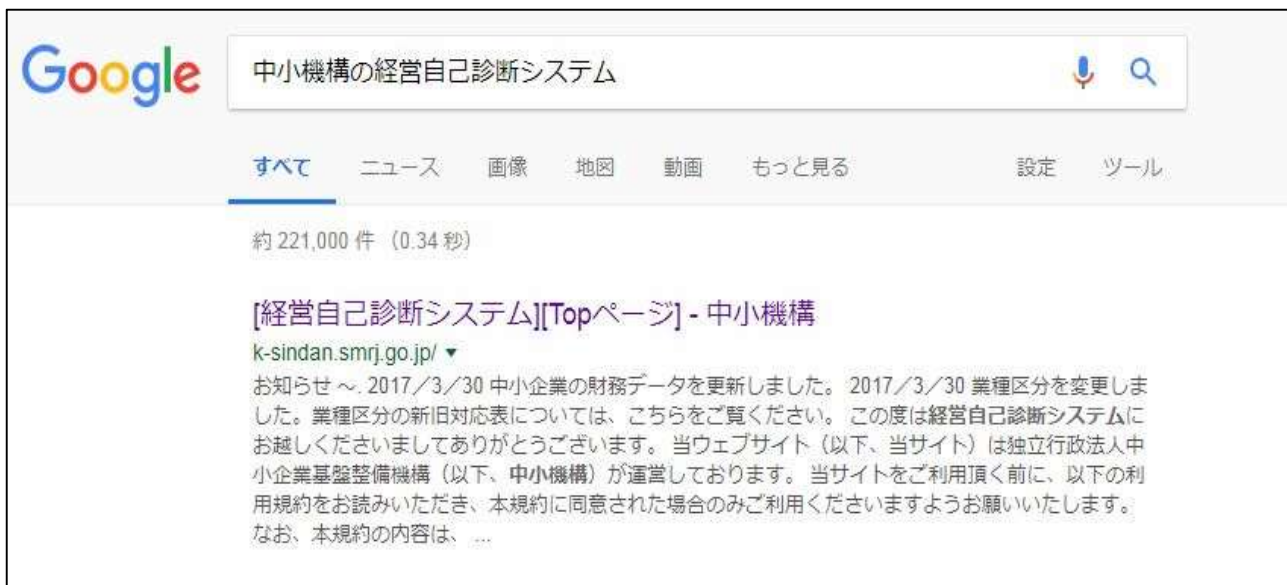 Google 中小機構の経営自己診断システム
すべて ニュース 画像 地図 動画 もっと見る 設定 ツール
約 221,000 件 （0.34 秒）
[経営自己診断システム][Topページ] - 中小機構
k-sindan.smrj.go.jp/ ▼
お知らせ ～. 2017／3／30 中小企業の財務データを更新しました。 2017／3／30 業種区分を変更しま
した。業種区分の新旧対応表については、こちらをご覧ください。 この度は経営自己診断システムに
お越しくださいましてありがとうございます。 当ウェブサイト（以下、当サイト）は独立行政法人中
小企業基盤整備機構（以下、中小機構）が運営しております。 当サイトをご利用頂く前に、以下の利
用規約をお読みいただき、本規約に同意された場合のみご利用くださいますようお願いいたします。
なお、本規約の内容は、 ...